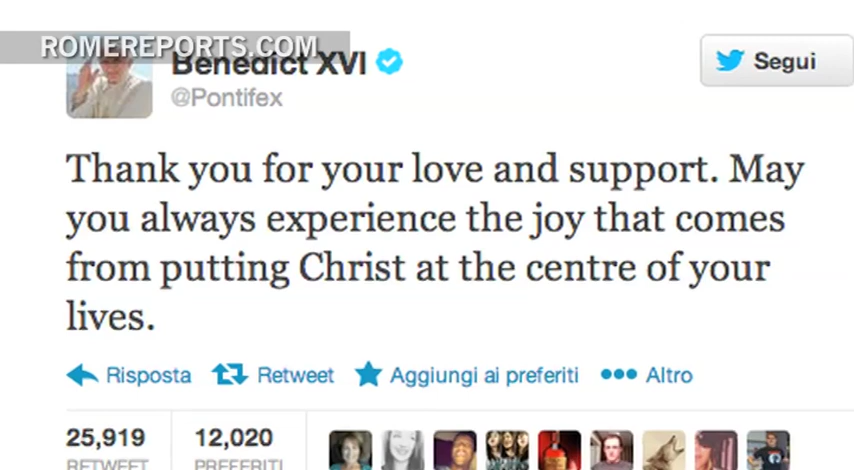 ROMEREPORTS.COM
Benedict XVI
@Pontifex
Segui
Thank you for your love and support. May
you always experience the joy that comes
from putting Christ at the centre of your
lives.
Risposta Retweet Aggiungi ai preferiti Altro
25,919 12,020
RETWEET PREFERITI